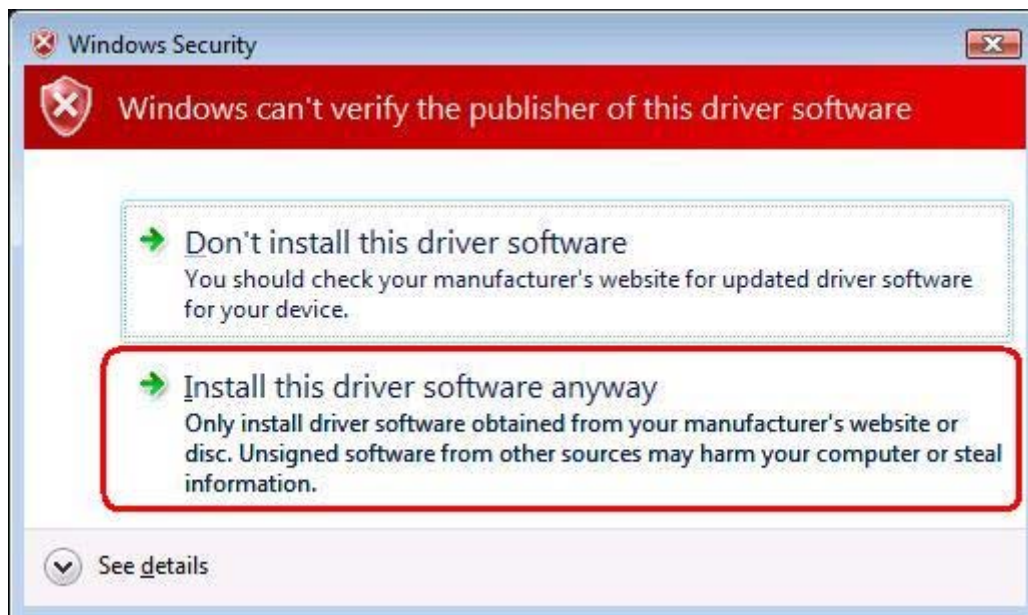 Windows Security
Windows can't verify the publisher of this driver software
Don't install this driver software
You should check your manufacturer's website for updated driver software
for your device.
Install this driver software anyway
Only install driver software obtained from your manufacturer's website or
disc. Unsigned software from other sources may harm your computer or steal
information.
See details